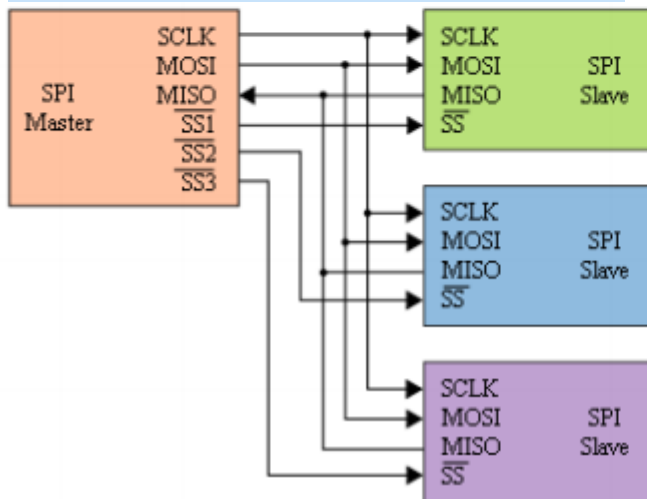 SCLK
MOSI
MISO
SS1
SS2
SS3
SPI
Master
SCLK
MOSI
MISO
SS
SPI
Slave
SCLK
MOSI
MISO
SS
SPI
Slave
SCLK
MOSI
MISO
SS
SPI
Slave